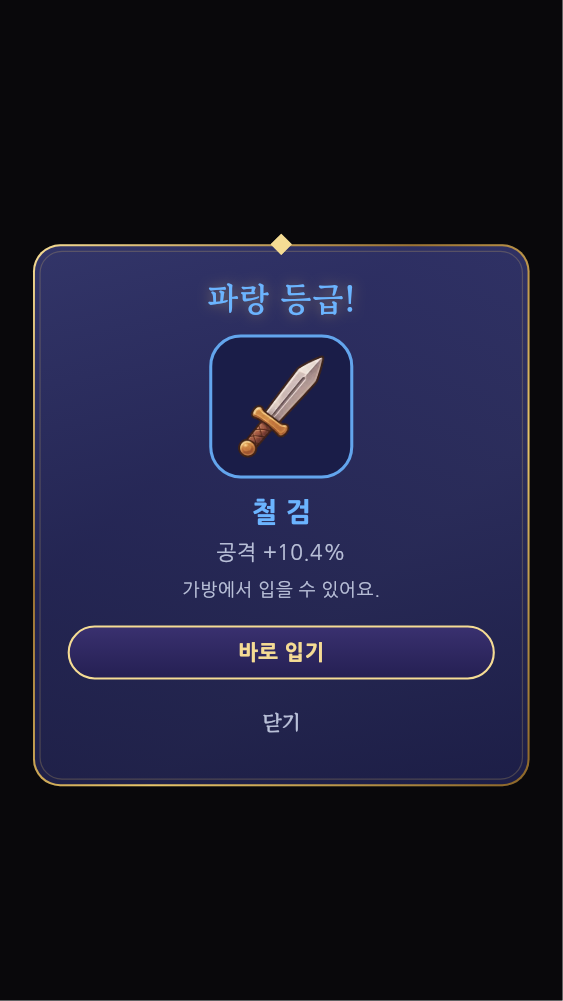 파랑 등급!
철 검
공격 +10.4%
가방에서 입을 수 있어요.
바로 입기
닫기